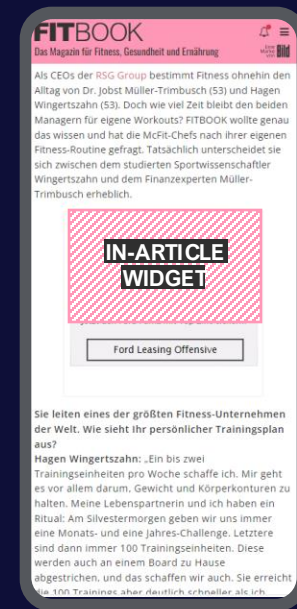 FITBOOK
Das Magazin für Fitness, Gesundheit und Ernährung
Bild
Als CEOs der RSG Group bestimmt Fitness ohnehin den
Alltag von Dr. Jobst Müller-Trimbusch (53) und Hagen
Wingertszahn (53). Doch wie viel Zeit bleibt den beiden
Managern für eigene Workouts? FITBOOK wollte genau
das wissen und hat die McFit-Chefs nach ihrer eigenen
Fitness-Routine gefragt. Tatsächlich unterscheidet sie
sich zwischen dem studierten Sportwissenschaftler
Wingertszahn und dem Finanzexperten Müller-
Trimbusch erheblich.
IN-ARTICLE
WIDGET
Ford Leasing Offensive
Sie leiten eines der größten Fitness-Unternehmen
der Welt. Wie sieht Ihr persönlicher Trainingsplan
aus?
Hagen Wingertszahn: „Ein bis zwei
Trainingseinheiten pro Woche schaffe ich. Mir geht
es vor allem darum, Gewicht und Körperkonturen zu
halten. Meine Lebenspartnerin und ich haben ein
Ritual: Am Silvestermorgen geben wir uns immer
eine Monats- und eine Jahres-Challenge. Letztere
sind dann immer 100 Trainingseinheiten. Diese
werden auch an einem Board zu Hause
abgestrichen, und das schaffen wir auch. Sie erreicht
die 100 Trainings aber deutlich schneller als ich